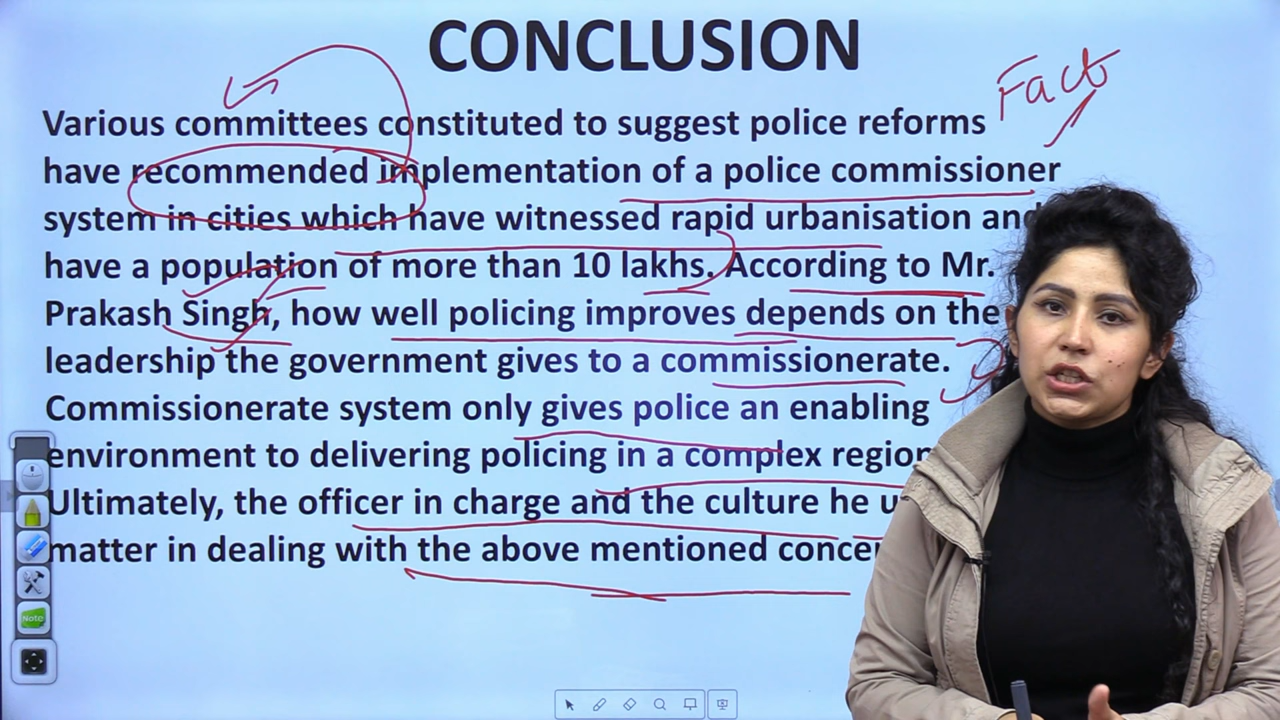 CONCLUSION
Fact
Various committees constituted to suggest police reforms
have recommended implementation of a police commissioner
system in cities which have witnessed rapid urbanisation and
have a population of more than 10 lakhs. According to Mr.
Prakash Singh, how well policing improves depends on the
leadership the government gives to a commissionerate.
Commissionerate system only gives police an enabling
environment to delivering policing in a complex region
Ultimately, the officer in charge and the culture he
matter in dealing with the above mentioned
Note